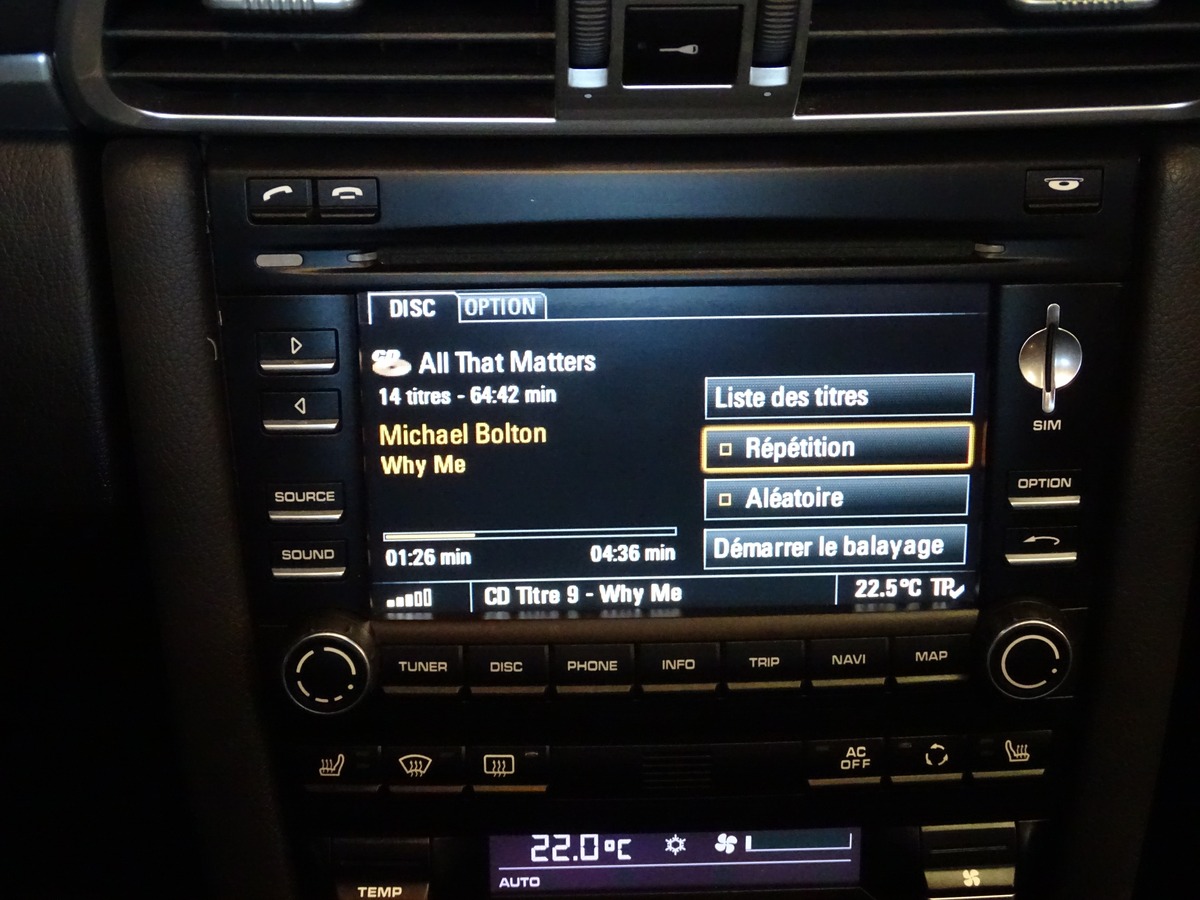 DISC OPTION
CD All That Matters
14 titres - 64:42 min
Michael Bolton
Why Me
01:26 min 04:36 min
Liste des titres
Répétition
Aléatoire
Démarrer le balayage
CD Titre 9 - Why Me 22.5°C TP
SOURCE
SOUND
SIM
OPTION
TUNER DISC PHONE INFO TRIP NAVI MAP
AC
OFF
22.0°C
AUTO
TEMP